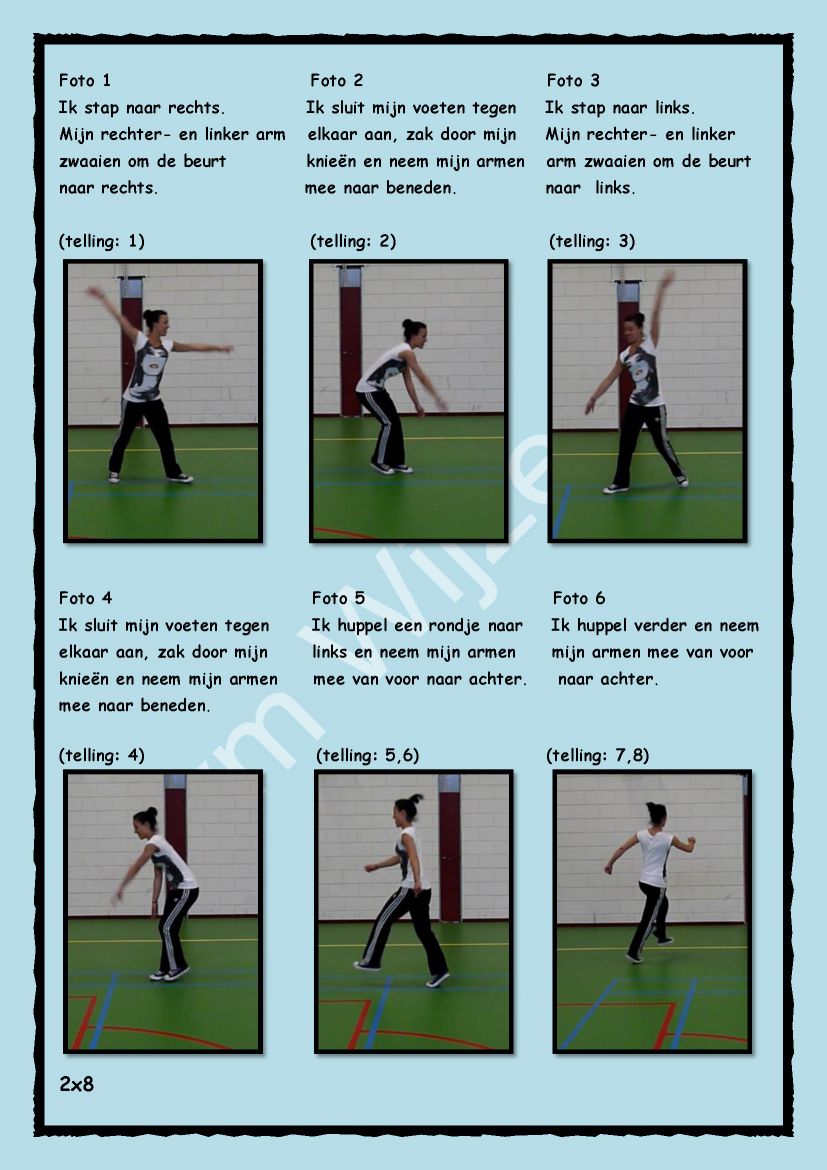 Foto 1
Ik stap naar rechts.
Mijn rechter- en linker arm
zwaaien om de beurt
naar rechts.
(telling: 1)
Foto 2
Ik sluit mijn voeten tegen
elkaar aan, zak door mijn
knieën en neem mijn armen
mee naar beneden.
(telling: 2)
Foto 3
Ik stap naar links.
Mijn rechter- en linker
arm zwaaien om de beurt
naar links.
(telling: 3)
Foto 4
Ik sluit mijn voeten tegen
elkaar aan, zak door mijn
knieën en neem mijn armen
mee naar beneden.
(telling: 4)
Foto 5
Ik huppel een rondje naar
links en neem mijn armen
mee van voor naar achter.
(telling: 5,6)
Foto 6
Ik huppel verder en neem
mijn armen mee van voor
naar achter.
(telling: 7,8)
2x8
Wijze